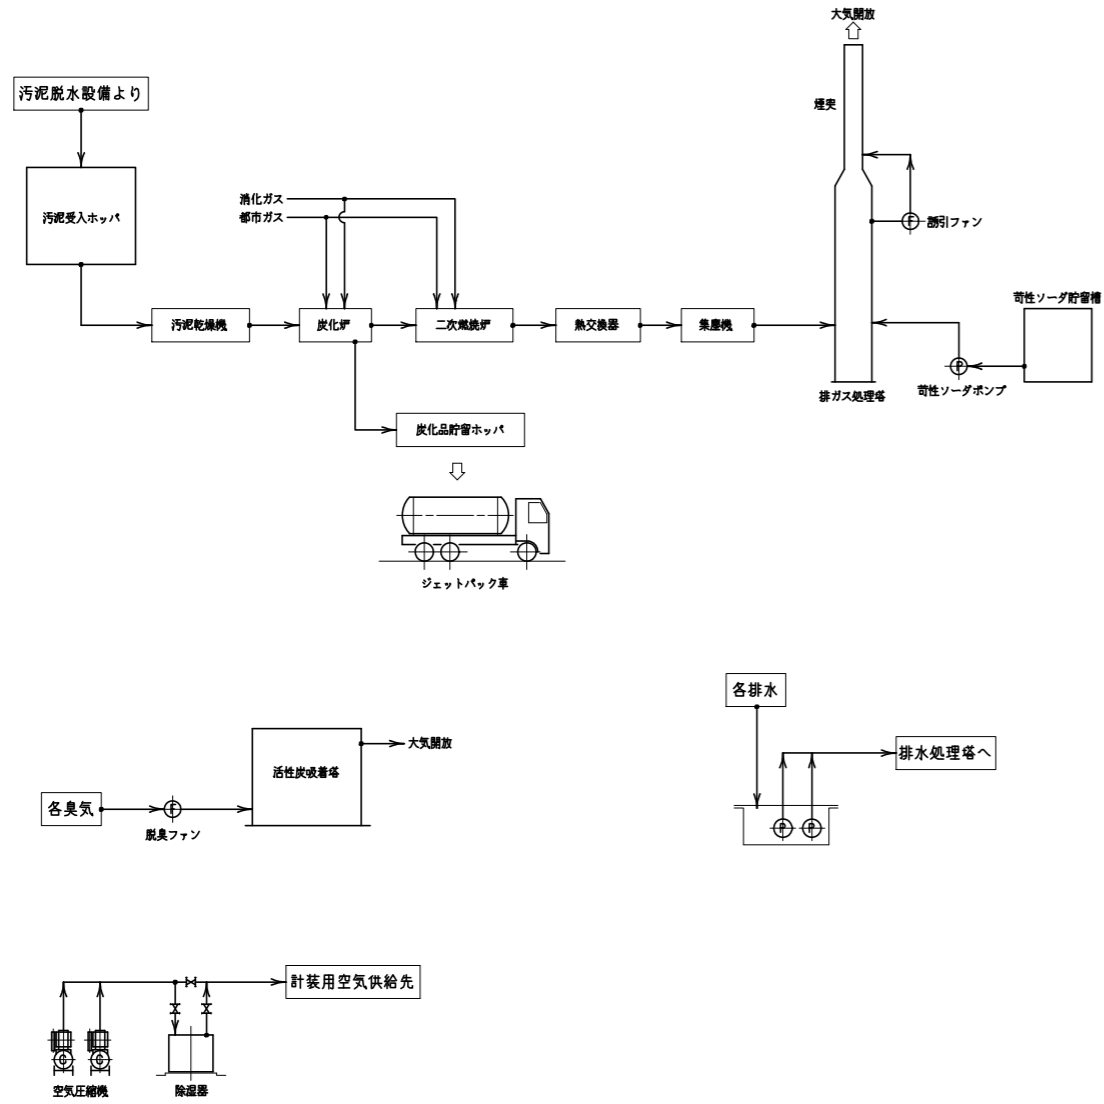 大気開放
汚泥脱水設備より
煙突
消化ガス
都市ガス
汚泥受入ホッパ
F
誘引ファン
苛性ソーダ貯留槽
汚泥乾燥機
炭化炉
二次燃焼炉
熱交換器
集塵機
P
苛性ソーダポンプ
排ガス処理塔
炭化品貯留ホッパ
ジェットパック車
各排水
大気開放
排水処理塔へ
活性炭吸着塔
各臭気
F
脱臭ファン
P
P
計装用空気供給先
C
C
空気圧縮機
除湿器